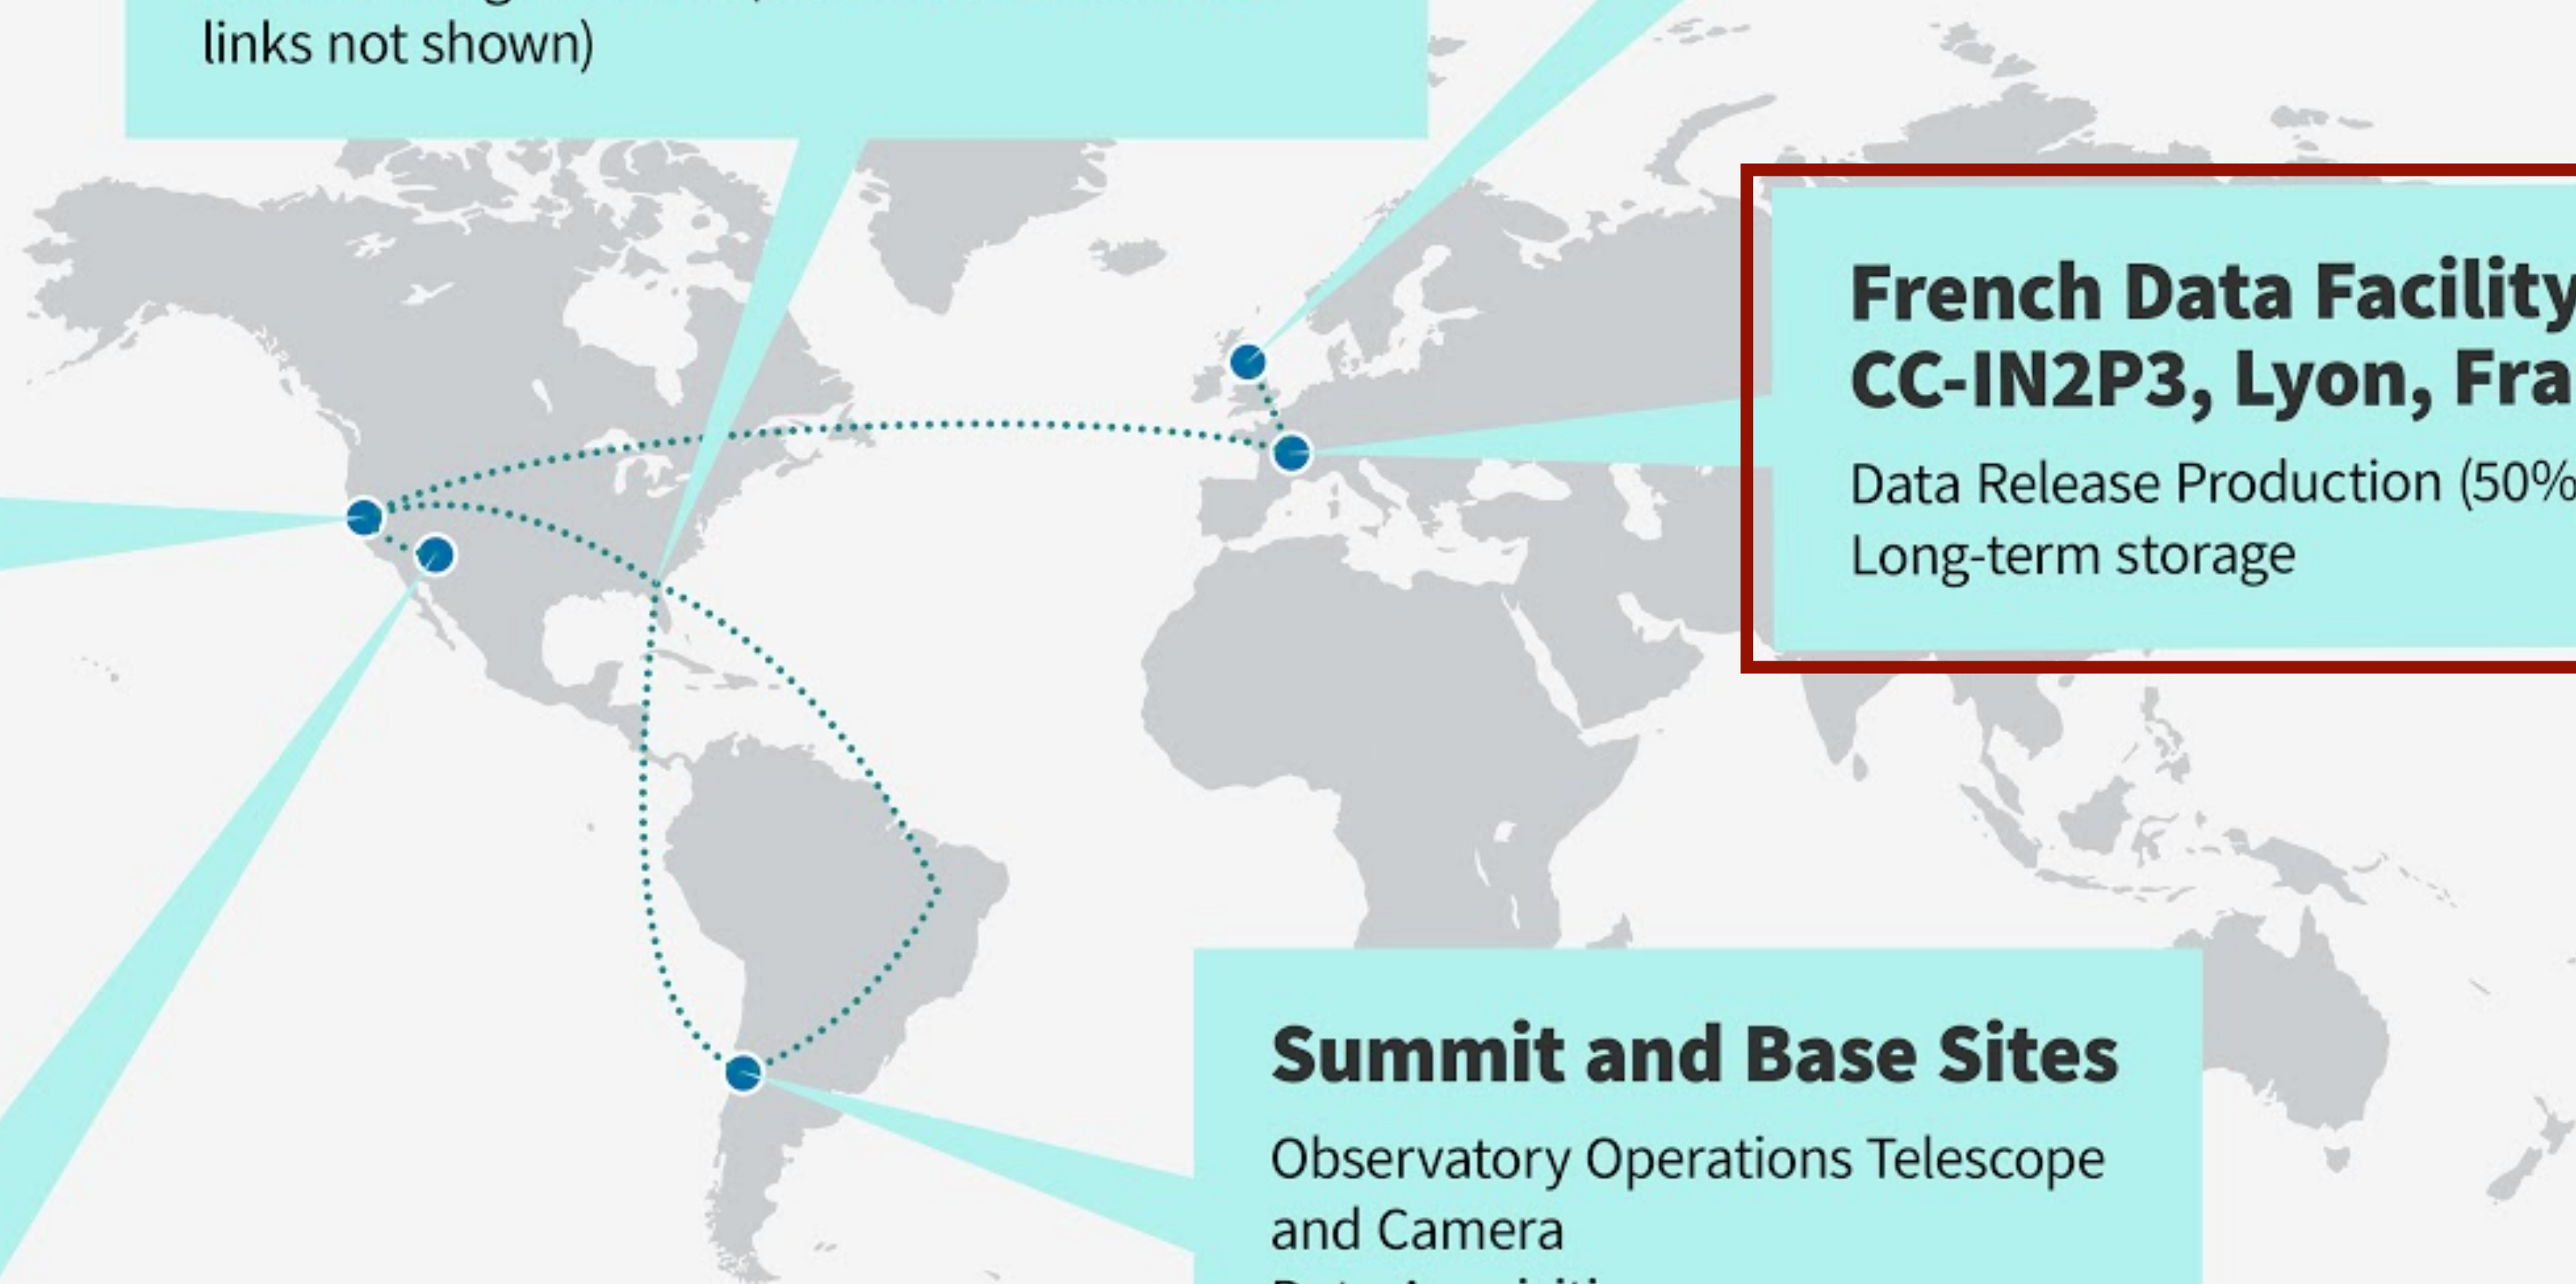 links not shown)
French Data Facility
CC-IN2P3, Lyon, Fra
Data Release Production (50%
Long-term storage
Summit and Base Sites
Observatory Operations Telescope
and Camera